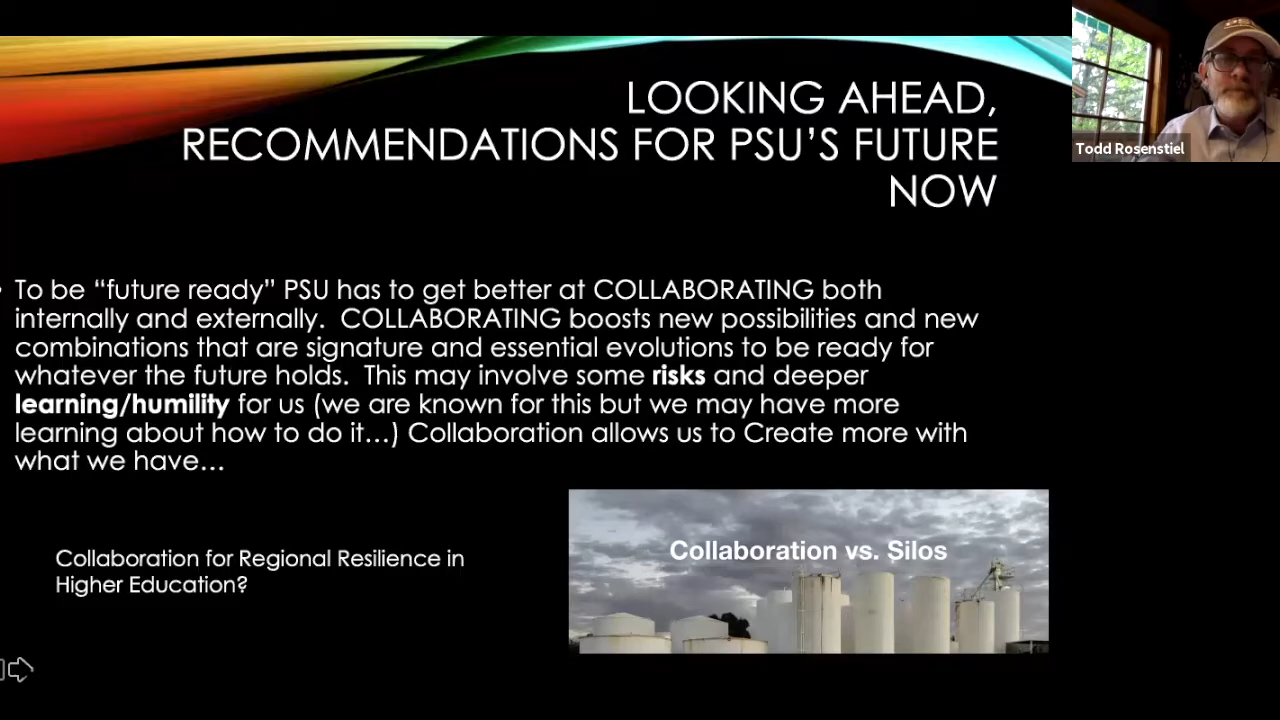 LOOKING AHEAD,
RECOMMENDATIONS FOR PSU’S FUTURE
NOW
Todd Rosenstiel
• To be “future ready” PSU has to get better at COLLABORATING both
internally and externally.  COLLABORATING boosts new possibilities and new
combinations that are signature and essential evolutions to be ready for
whatever the future holds.  This may involve some risks and deeper
learning/humility for us (we are known for this but we may have more
learning about how to do it…) Collaboration allows us to Create more with
what we have…
Collaboration for Regional Resilience in
Higher Education?
Collaboration vs. Silos